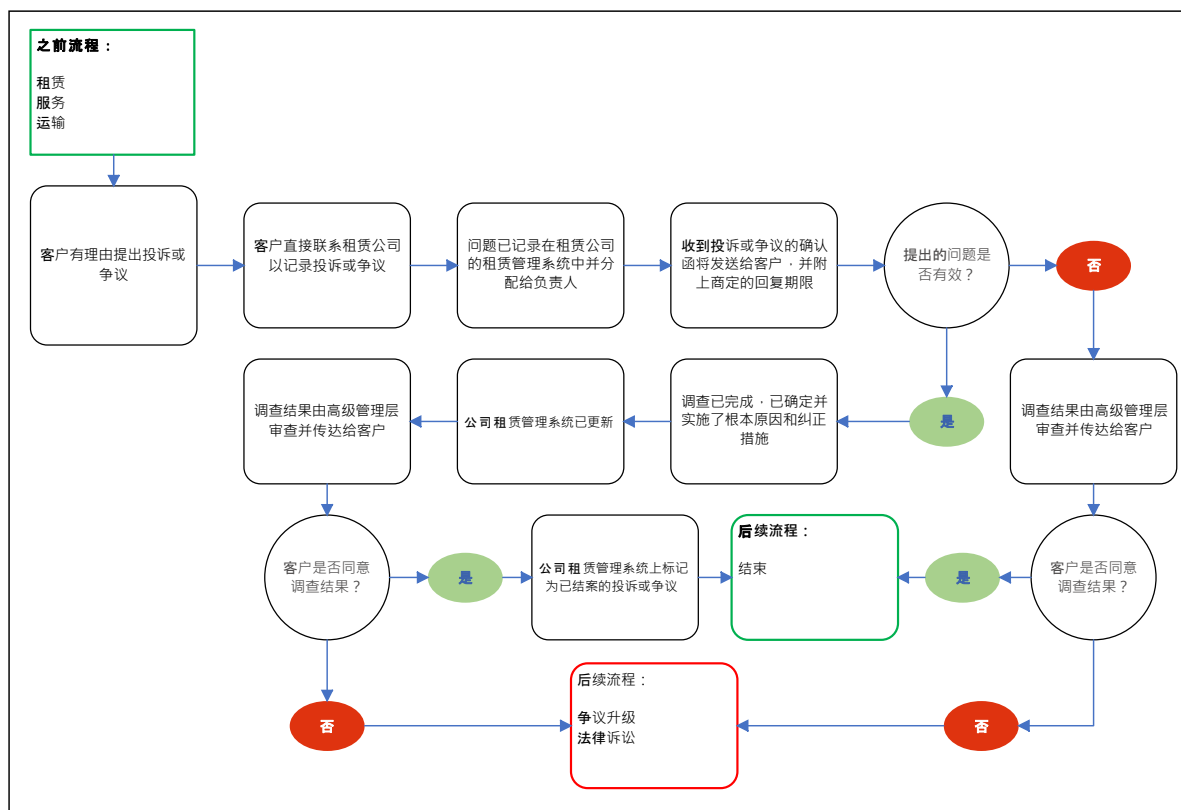 之前流程：
租赁
服务
运输
客户有理由提出投诉或
争议
客户直接联系租赁公司
以记录投诉或争议
问题已记录在租赁公司
的租赁管理系统中并分
配给负责人
收到投诉或争议的确认
函将发送给客户，并附
上商定的回复期限
提出的问题是
否有效？
否
调查结果由高级管理层
审查并传达给客户
公司租赁管理系统已更新
调查已完成，已确定并
实施了根本原因和纠正
措施
是
调查结果由高级管理层
审查并传达给客户
客户是否同意
调查结果？
是
公司租赁管理系统上标记
为已结案的投诉或争议
后续流程：
结束
是
客户是否同意
调查结果？
否
后续流程：
争议升级
法律诉讼
否